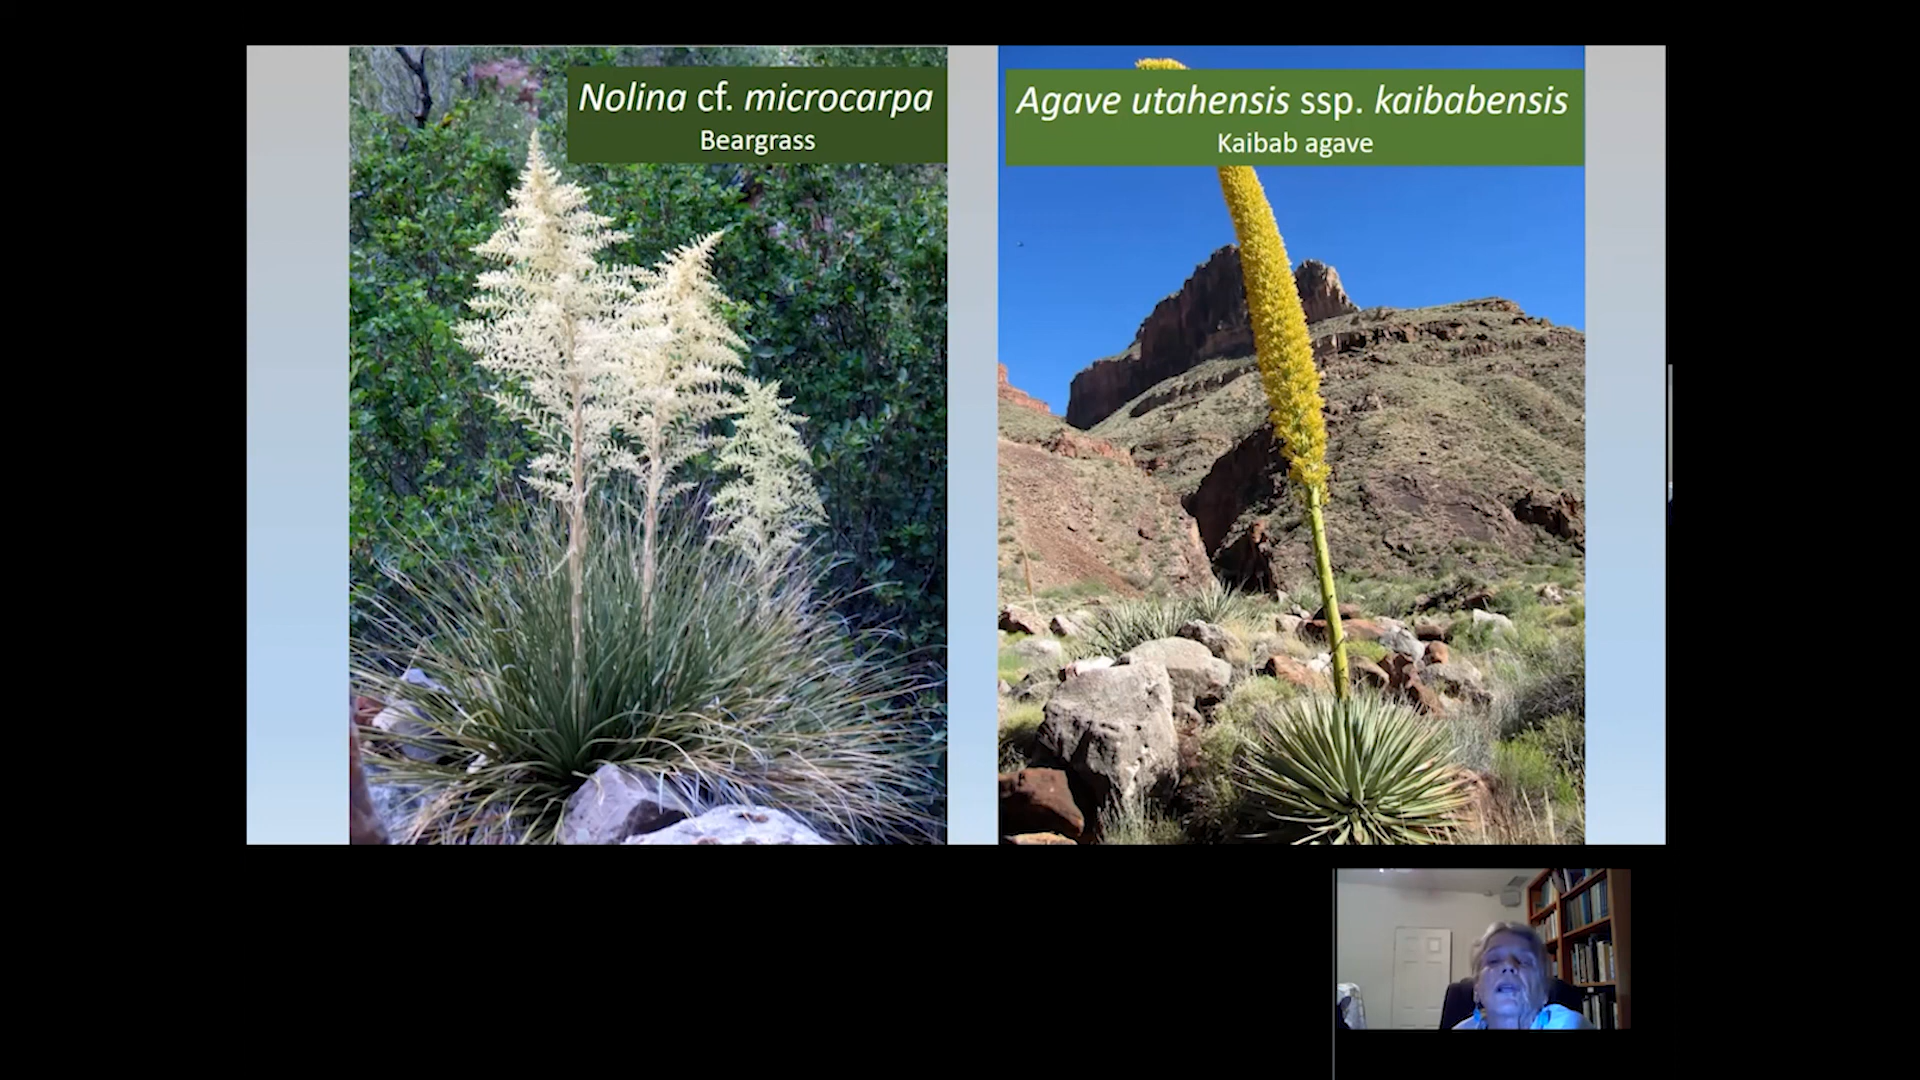 Nolina cf. microcarpa
Beargrass
Agave utahensis ssp. kaibabensis
Kaibab agave